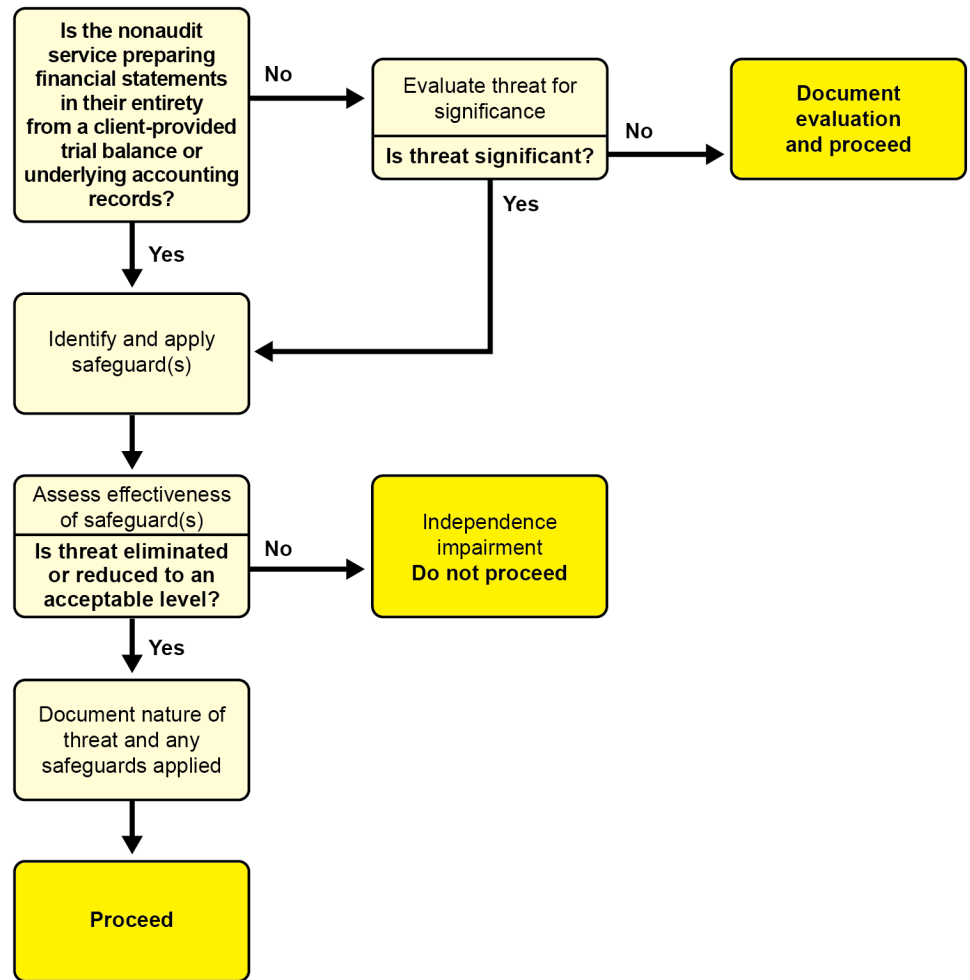 Is the nonaudit
service preparing
financial statements
in their entirety
from a client-provided
trial balance or
underlying accounting
records?
No
Evaluate threat for
significance
Is threat significant?
No
Document
evaluation
and proceed
Yes
Yes
Identify and apply
safeguard(s)
Assess effectiveness
of safeguard(s)
Is threat eliminated
or reduced to an
acceptable level?
No
Independence
impairment
Do not proceed
Yes
Document nature of
threat and any
safeguards applied
Proceed